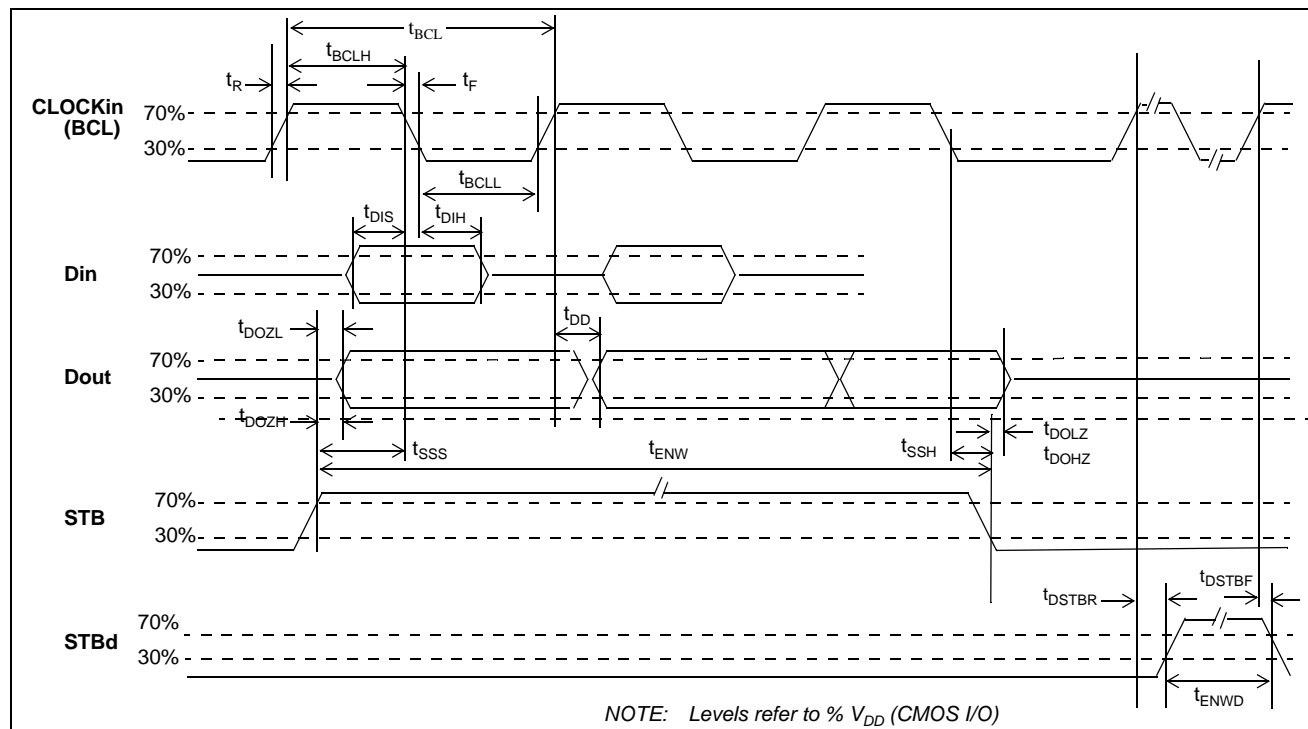 tBCL
tBCLH
tR
tF
CLOCKin
(BCL)
70%
30%
tBCLL
tDIS
tDIH
Din
70%
30%
tDOZL
tDD
Dout
70%
30%
tDOZH
tSSS
tENW
tSSH
tDOLZ
tDOHZ
STB
70%
30%
tDSTBR
tDSTBF
STBd
70%
30%
tENWD
NOTE: Levels refer to % VDD (CMOS I/O)